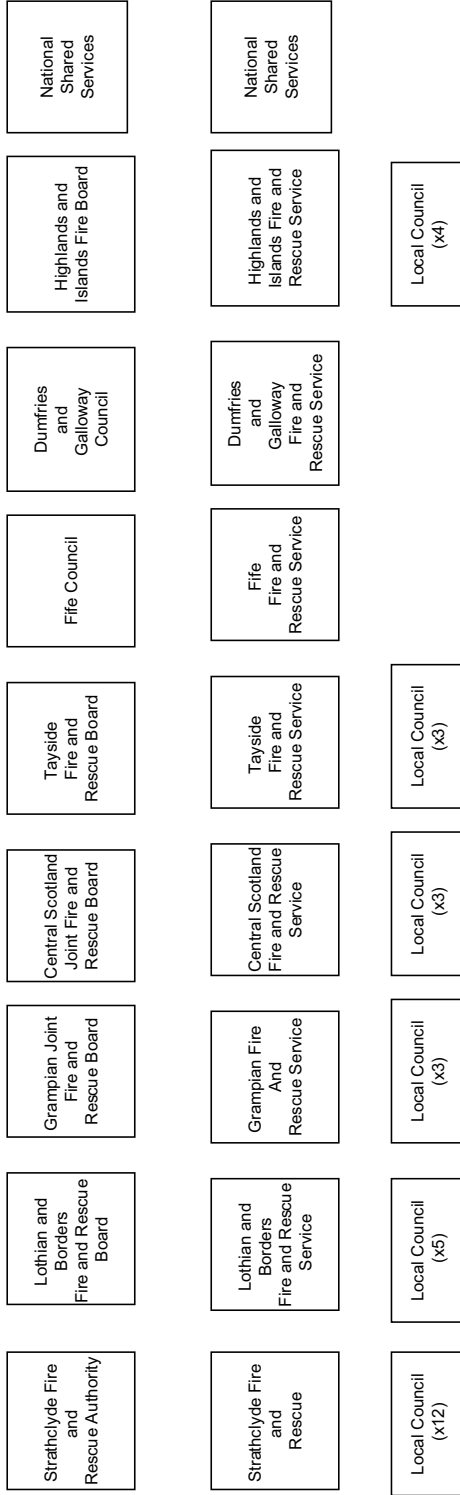 Strathclyde Fire
and
Rescue Authority
Lothian and
Borders
Fire and Rescue
Board
Grampian Joint
Fire and
Rescue Board
Central Scotland
Joint Fire and
Rescue Board
Tayside
Fire and
Rescue Board
Fife Council
Dumfries
and
Galloway
Council
Highlands and
Islands Fire Board
National
Shared
Services
Strathclyde Fire
and
Rescue
Lothian and
Borders
Fire and Rescue
Service
Grampian Fire
And
Rescue Service
Central Scotland
Fire and Rescue
Service
Tayside
Fire and
Rescue Service
Fife
Fire and
Rescue Service
Dumfries
and
Galloway
Fire and
Rescue Service
Highlands and
Islands Fire and
Rescue Service
National
Shared
Services
Local Council
(x12)
Local Council
(x5)
Local Council
(x3)
Local Council
(x3)
Local Council
(x3)
Local Council
(x4)